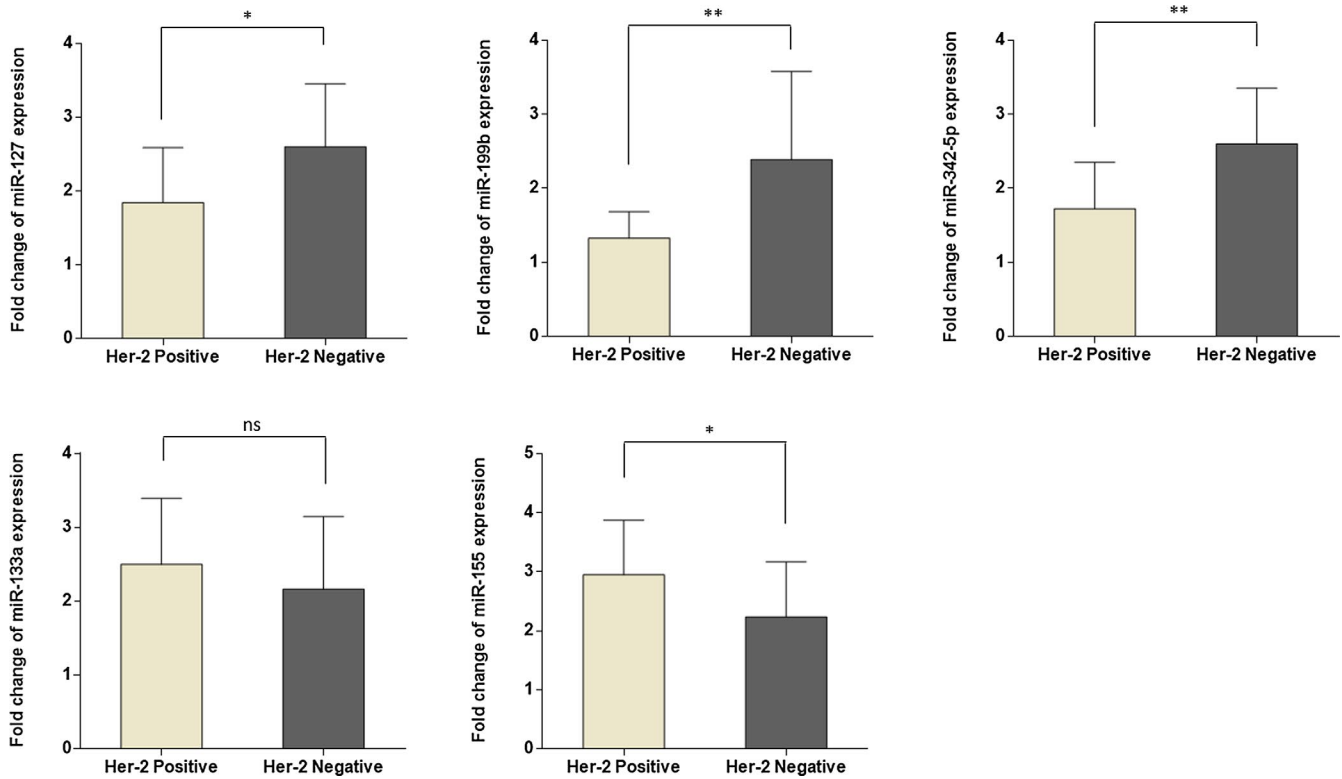 *
Fold change of miR-127 expression
4
3
2
1
0
Her-2 Positive
Her-2 Negative
**
Fold change of miR-199b expression
4
3
2
1
0
Her-2 Positive
Her-2 Negative
**
Fold change of miR-342-5p expression
4
3
2
1
0
Her-2 Positive
Her-2 Negative
ns
Fold change of miR-133a expression
4
3
2
1
0
Her-2 Positive
Her-2 Negative
*
Fold change of miR-155 expression
5
4
3
2
1
0
Her-2 Positive
Her-2 Negative